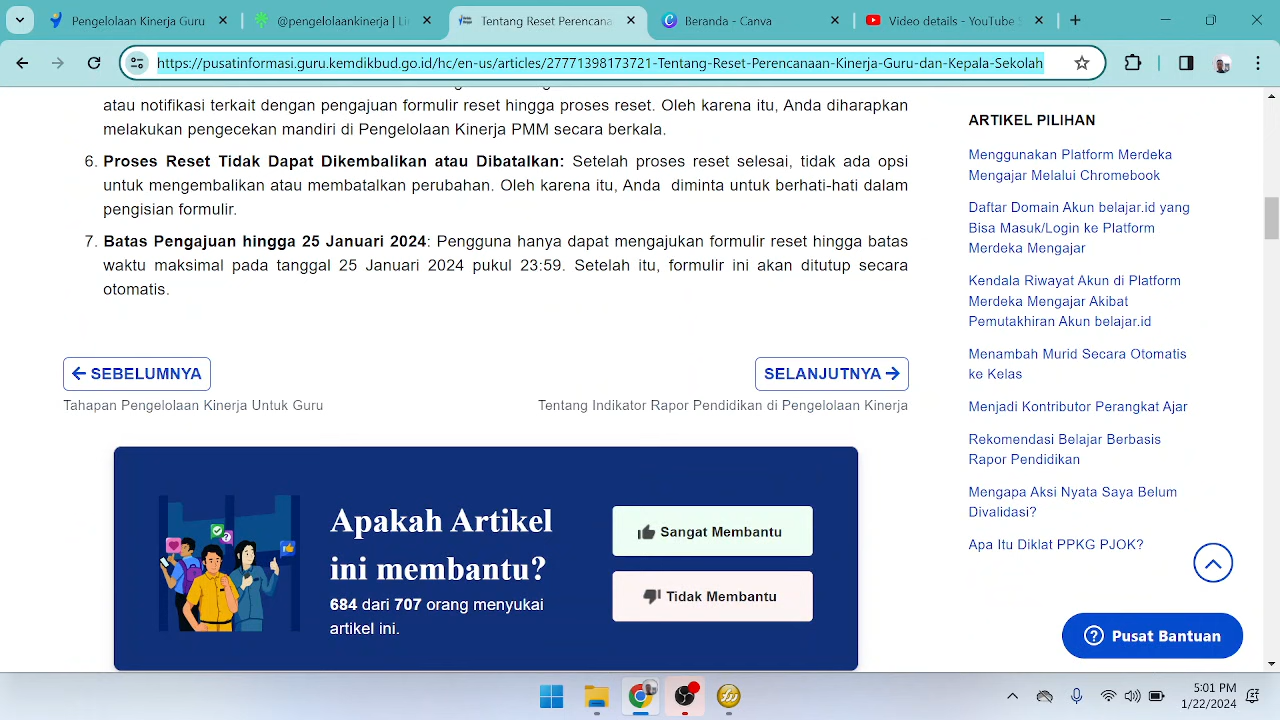 Pengelolaan Kinerja Guru
@pengelolaankinerja | Lin
Tentang Reset Perencana
Beranda - Canva
Video details - YouTube S
https://pusatinformasi.guru.kemdikbud.go.id/hc/en-us/articles/27771398173721-Tentang-Reset-Perencanaan-Kinerja-Guru-dan-Kepala-Sekolah
atau notifikasi terkait dengan pengajuan formulir reset hingga proses reset. Oleh karena itu, Anda diharapkan
melakukan pengecekan mandiri di Pengelolaan Kinerja PMM secara berkala.
6. Proses Reset Tidak Dapat Dikembalikan atau Dibatalkan: Setelah proses reset selesai, tidak ada opsi
untuk mengembalikan atau membatalkan perubahan. Oleh karena itu, Anda diminta untuk berhati-hati dalam
pengisian formulir.
7. Batas Pengajuan hingga 25 Januari 2024: Pengguna hanya dapat mengajukan formulir reset hingga batas
waktu maksimal pada tanggal 25 Januari 2024 pukul 23:59. Setelah itu, formulir ini akan ditutup secara
otomatis.
← SEBELUMNYA
Tahapan Pengelolaan Kinerja Untuk Guru
SELANJUTNYA →
Tentang Indikator Rapor Pendidikan di Pengelolaan Kinerja
Apakah Artikel
ini membantu?
684 dari 707 orang menyukai
artikel ini.
Sangat Membantu
Tidak Membantu
ARTIKEL PILIHAN
Menggunakan Platform Merdeka
Mengajar Melalui Chromebook
Daftar Domain Akun belajar.id yang
Bisa Masuk/Login ke Platform
Merdeka Mengajar
Kendala Riwayat Akun di Platform
Merdeka Mengajar Akibat
Pemutakhiran Akun belajar.id
Menambah Murid Secara Otomatis
ke Kelas
Menjadi Kontributor Perangkat Ajar
Rekomendasi Belajar Berbasis
Rapor Pendidikan
Mengapa Aksi Nyata Saya Belum
Divalidasi?
Apa Itu Diklat PPKG PJOK?
Pusat Bantuan
5:01 PM
1/22/2024